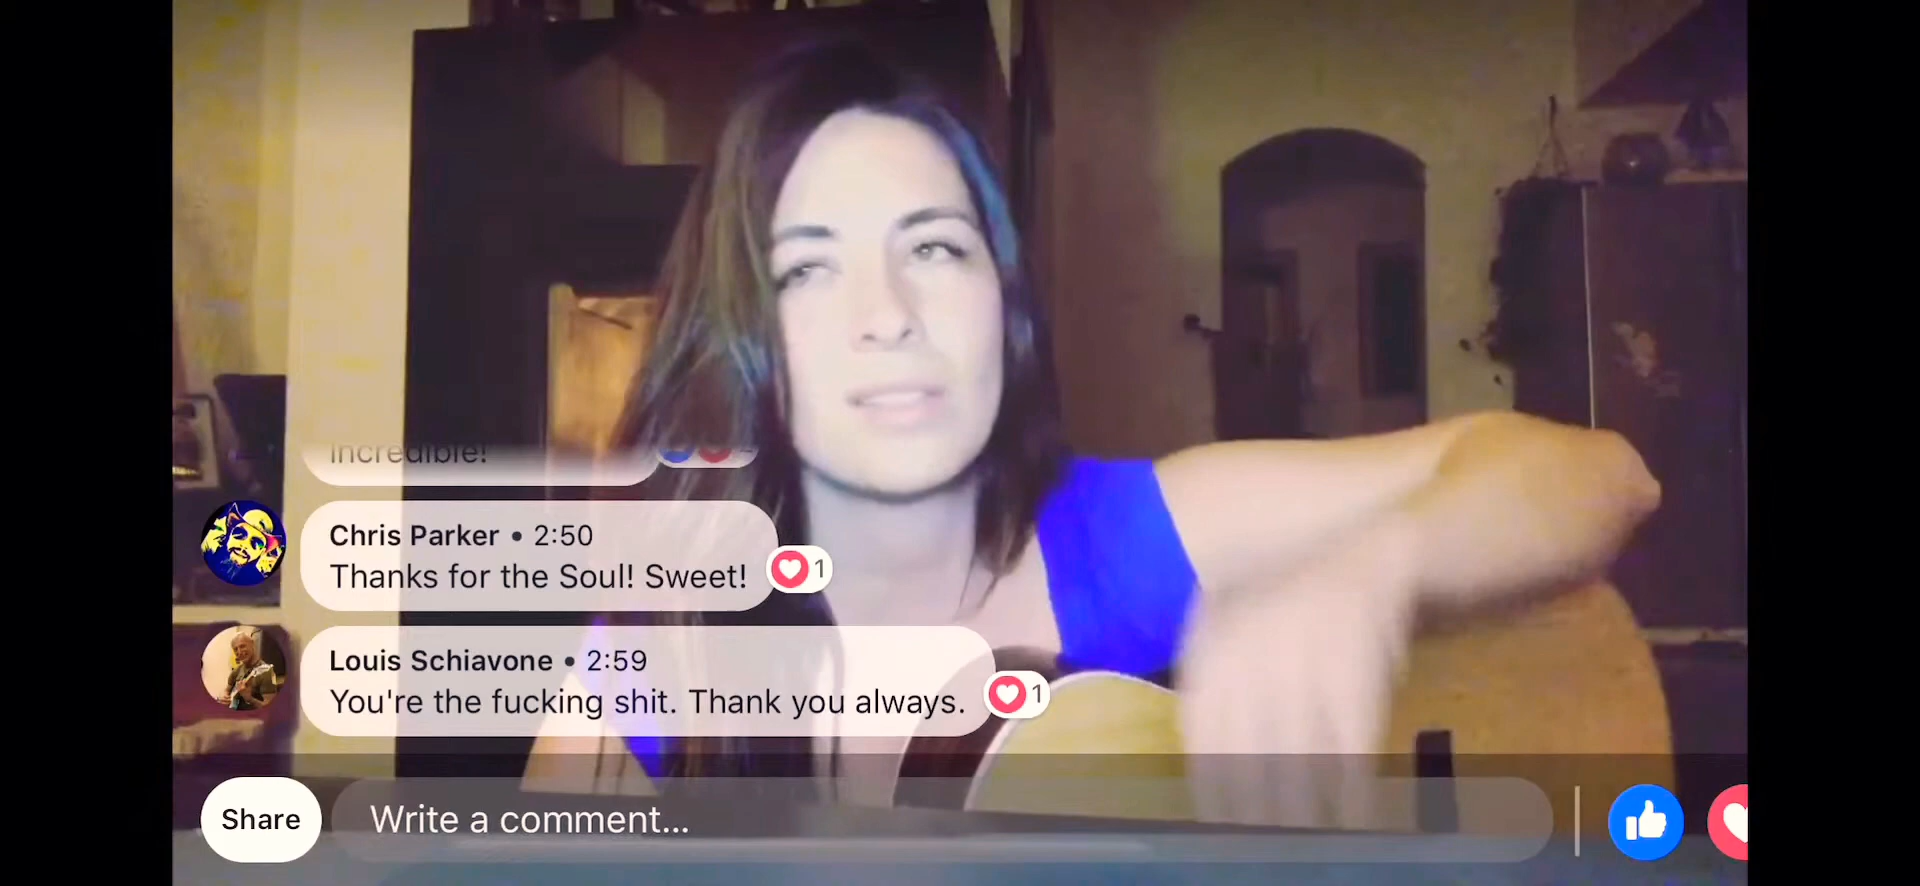 incredible!
Chris Parker • 2:50
Thanks for the Soul! Sweet!
1
Louis Schiavone • 2:59
You're the fucking shit. Thank you always.
1
Share
Write a comment...